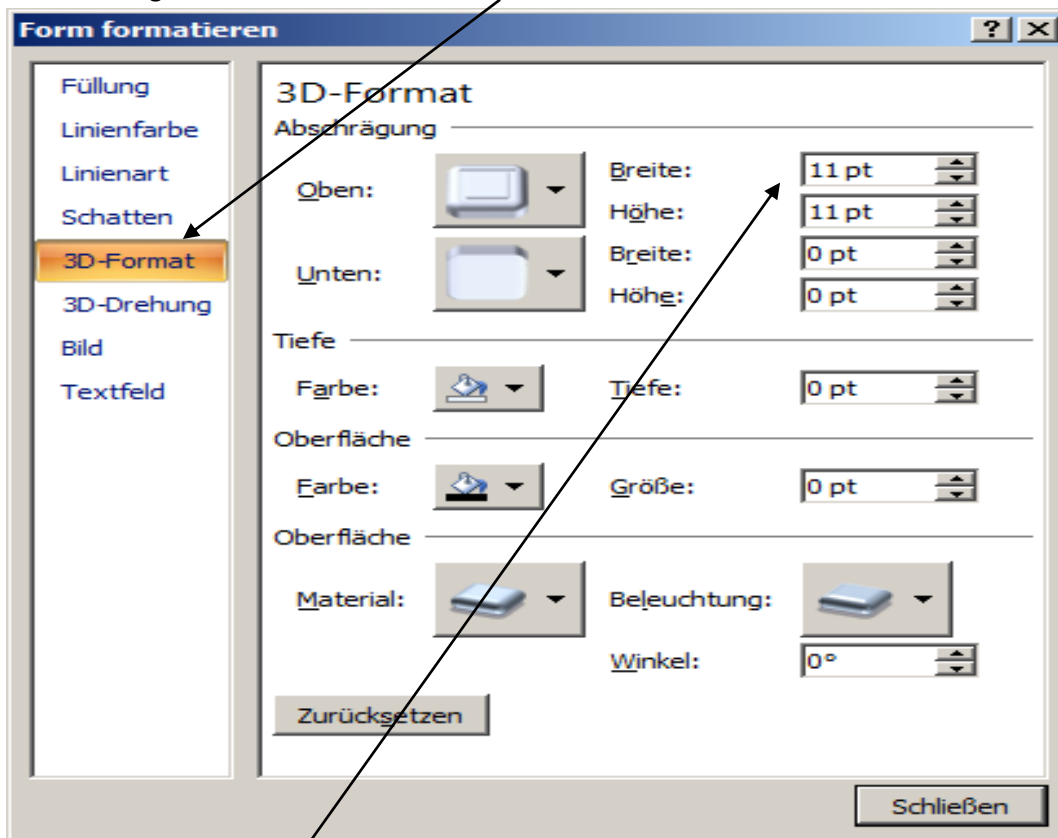 Form formatieren
Füllung
Linienfarbe
Linienart
Schatten
3D-Format
3D-Drehung
Bild
Textfeld
3D-Format
Abschrägung
Oben:
Breite: 11 pt
Höhe: 11 pt
Unten:
Breite: 0 pt
Höhe: 0 pt
Tiefe
Farbe: Tiefe: 0 pt
Oberfläche
Farbe: Größe: 0 pt
Oberfläche
Material: Beleuchtung:
Winkel: 0°
Zurücksetzen
Schließen